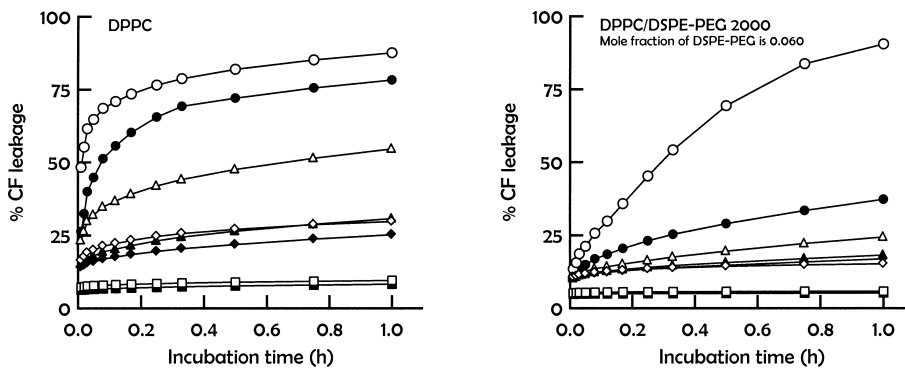 DPPC
% CF leakage
100
75
50
25
0
0.0 0.2 0.4 0.6 0.8 1.0
Incubation time (h)
DPPC/DSPE-PEG 2000
Mole fraction of DSPE-PEG is 0.060
% CF leakage
100
75
50
25
0
0.0 0.2 0.4 0.6 0.8 1.0
Incubation time (h)